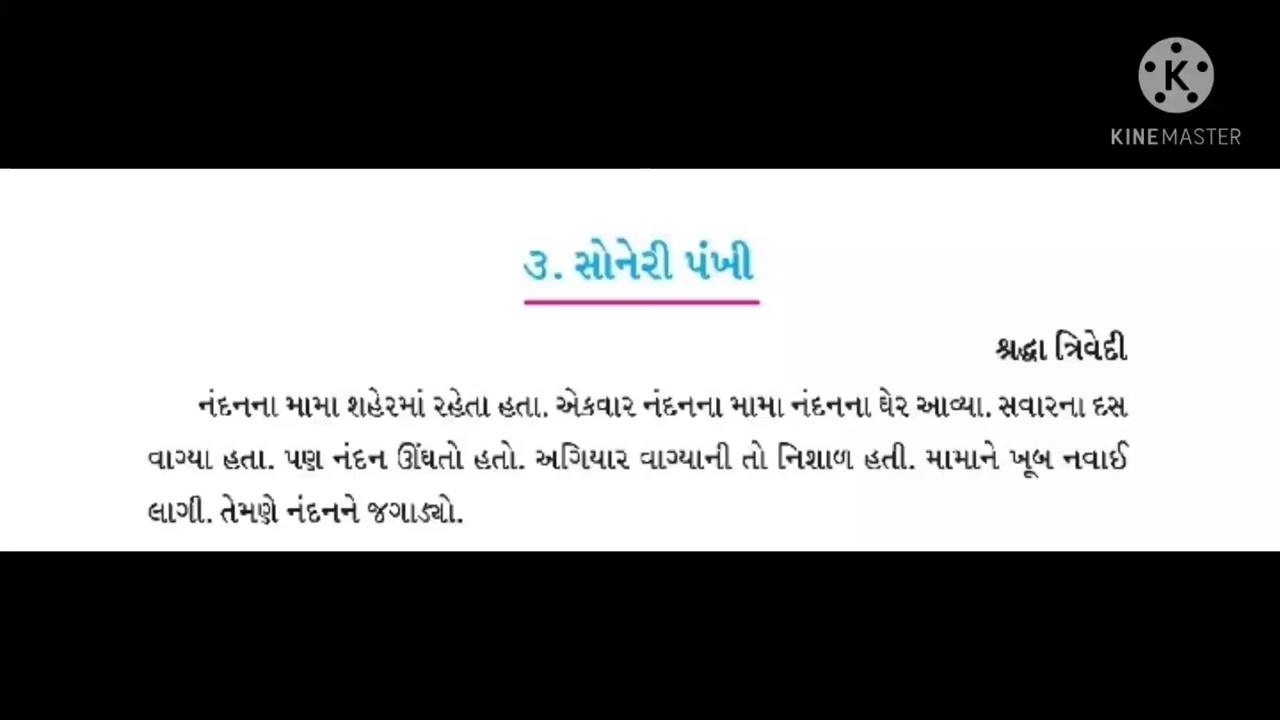 K
KINEMASTER
૩. સોનેરી પંખી
શ્રદ્ધા ત્રિવેદી
નંદનના મામા શહેરમાં રહેતા હતા. એકવાર નંદનના મામા નંદનના ઘેર આવ્યા. સવારના દસ
વાગ્યા હતા. પણ નંદન ઊંઘતો હતો. અગિયાર વાગ્યાની તો નિશાળ હતી. મામાને ખૂબ નવાઈ
લાગી. તેમણે નંદનને જગાડ્યો.